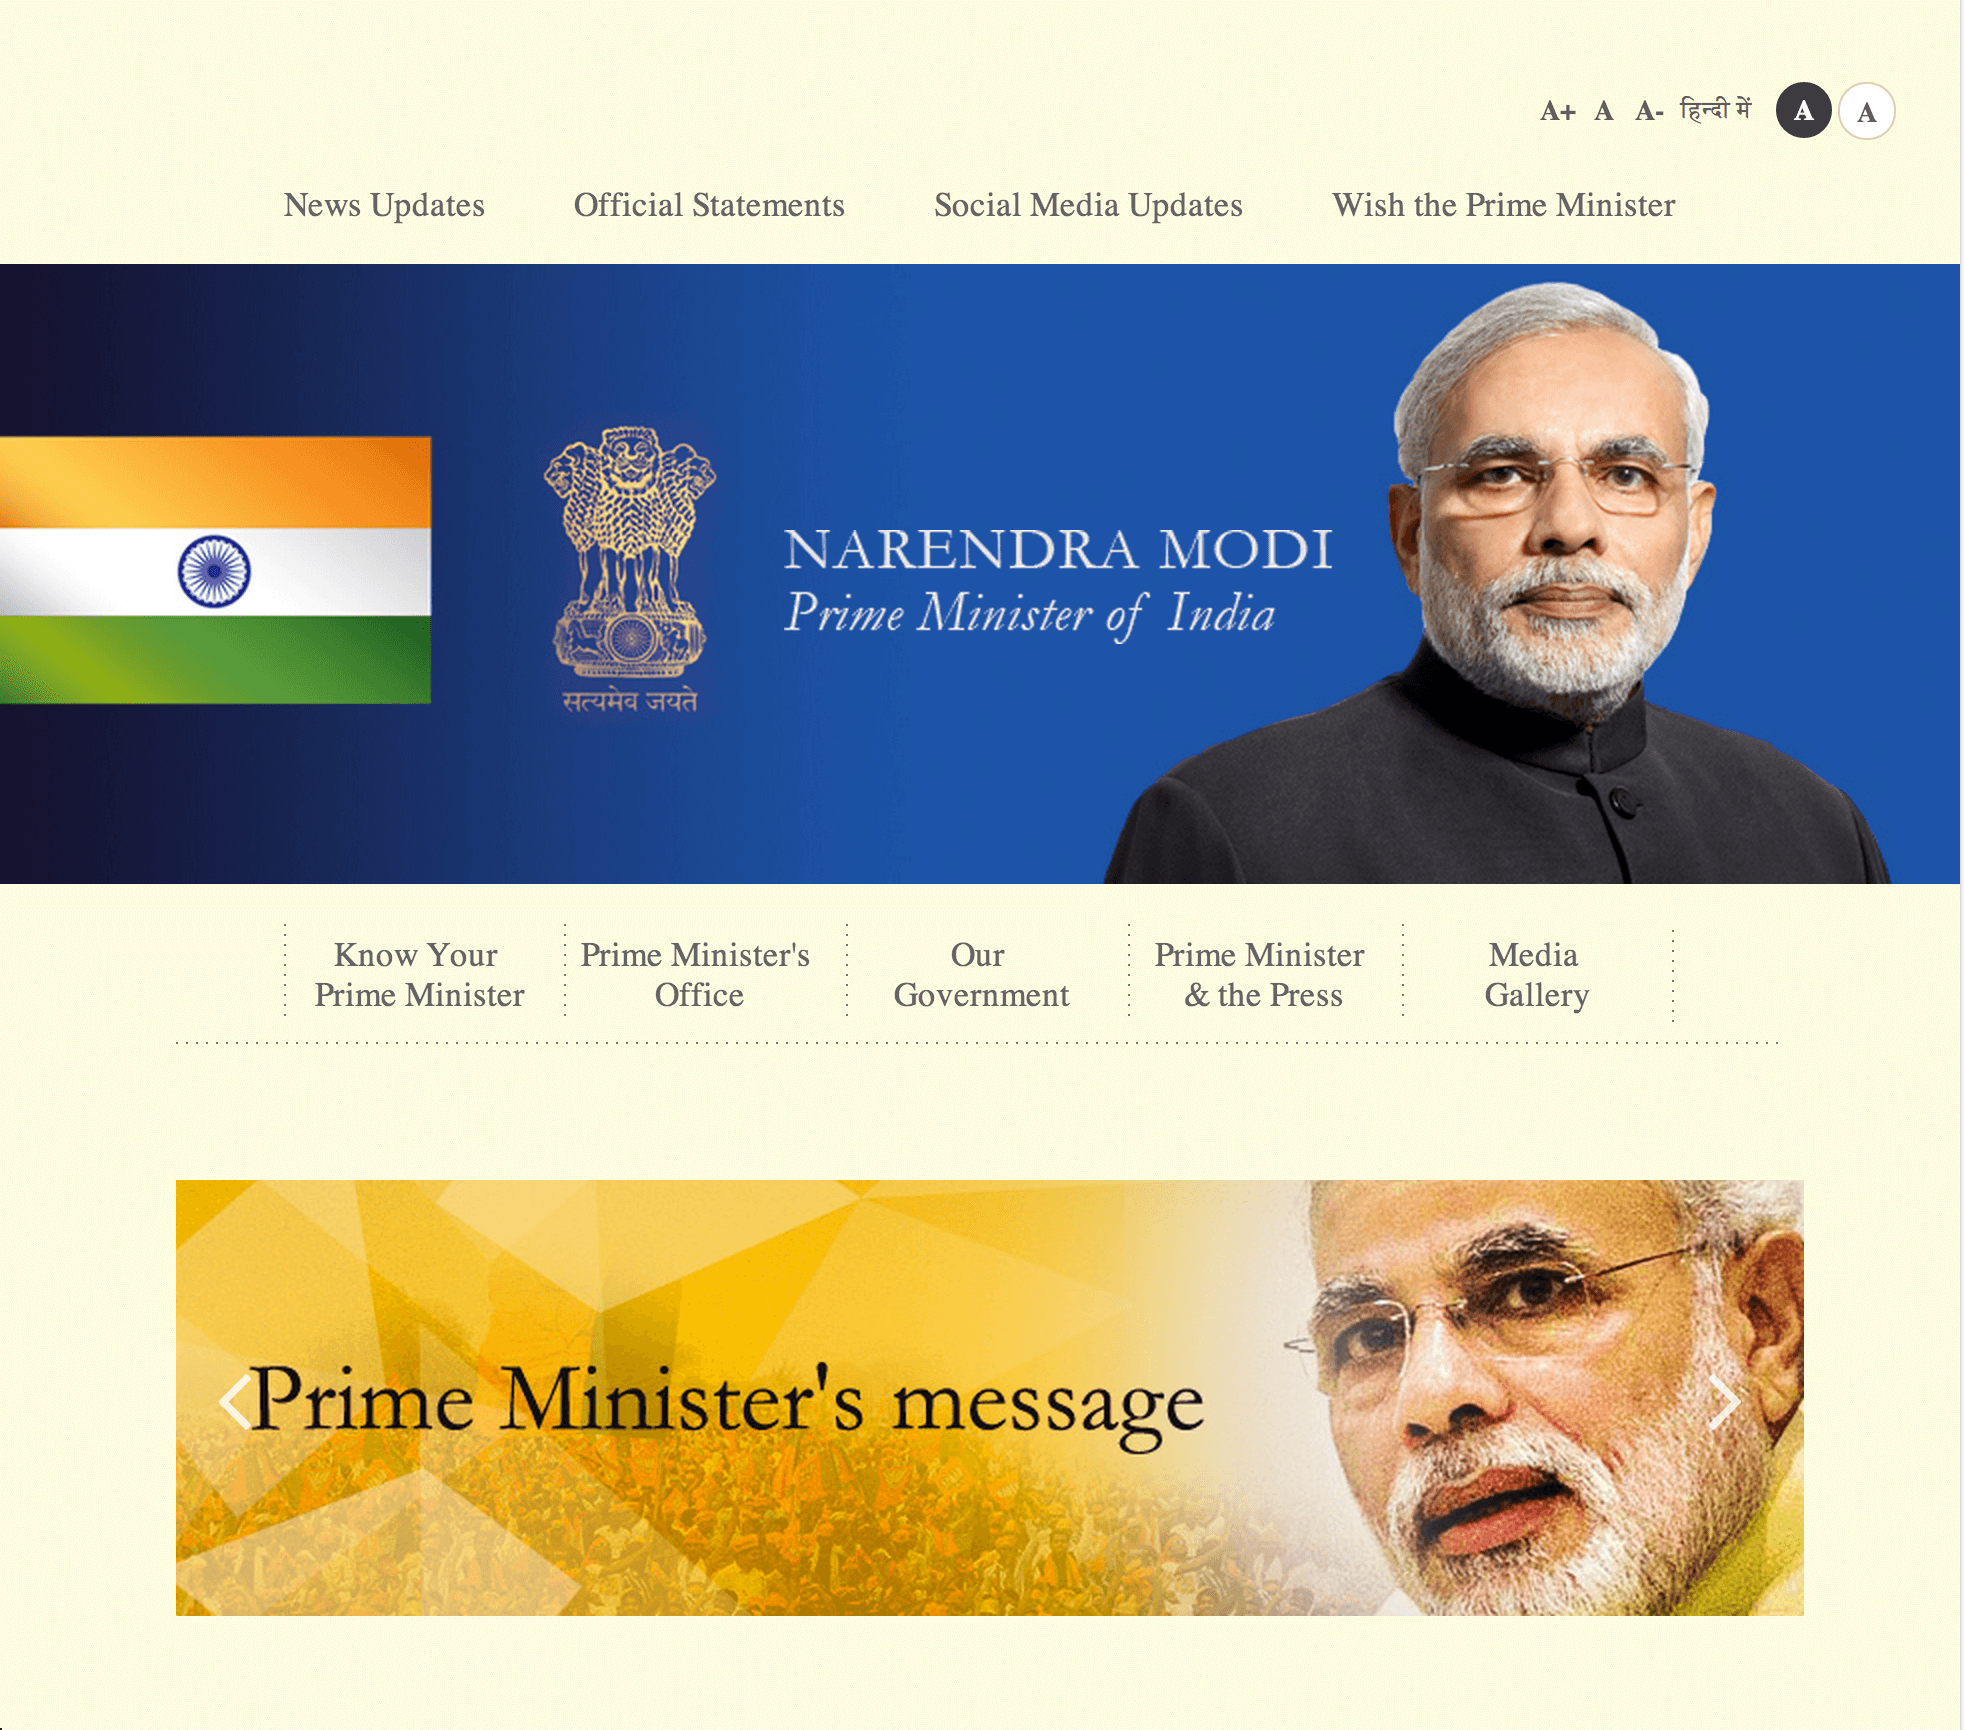 A+ A A- हिन्दी में A A
News Updates Official Statements Social Media Updates Wish the Prime Minister
NARENDRA MODI
Prime Minister of India
सत्यमेव जयते
Know Your
Prime Minister
Prime Minister's
Office
Our
Government
Prime Minister
& the Press
Media
Gallery
Prime Minister's message